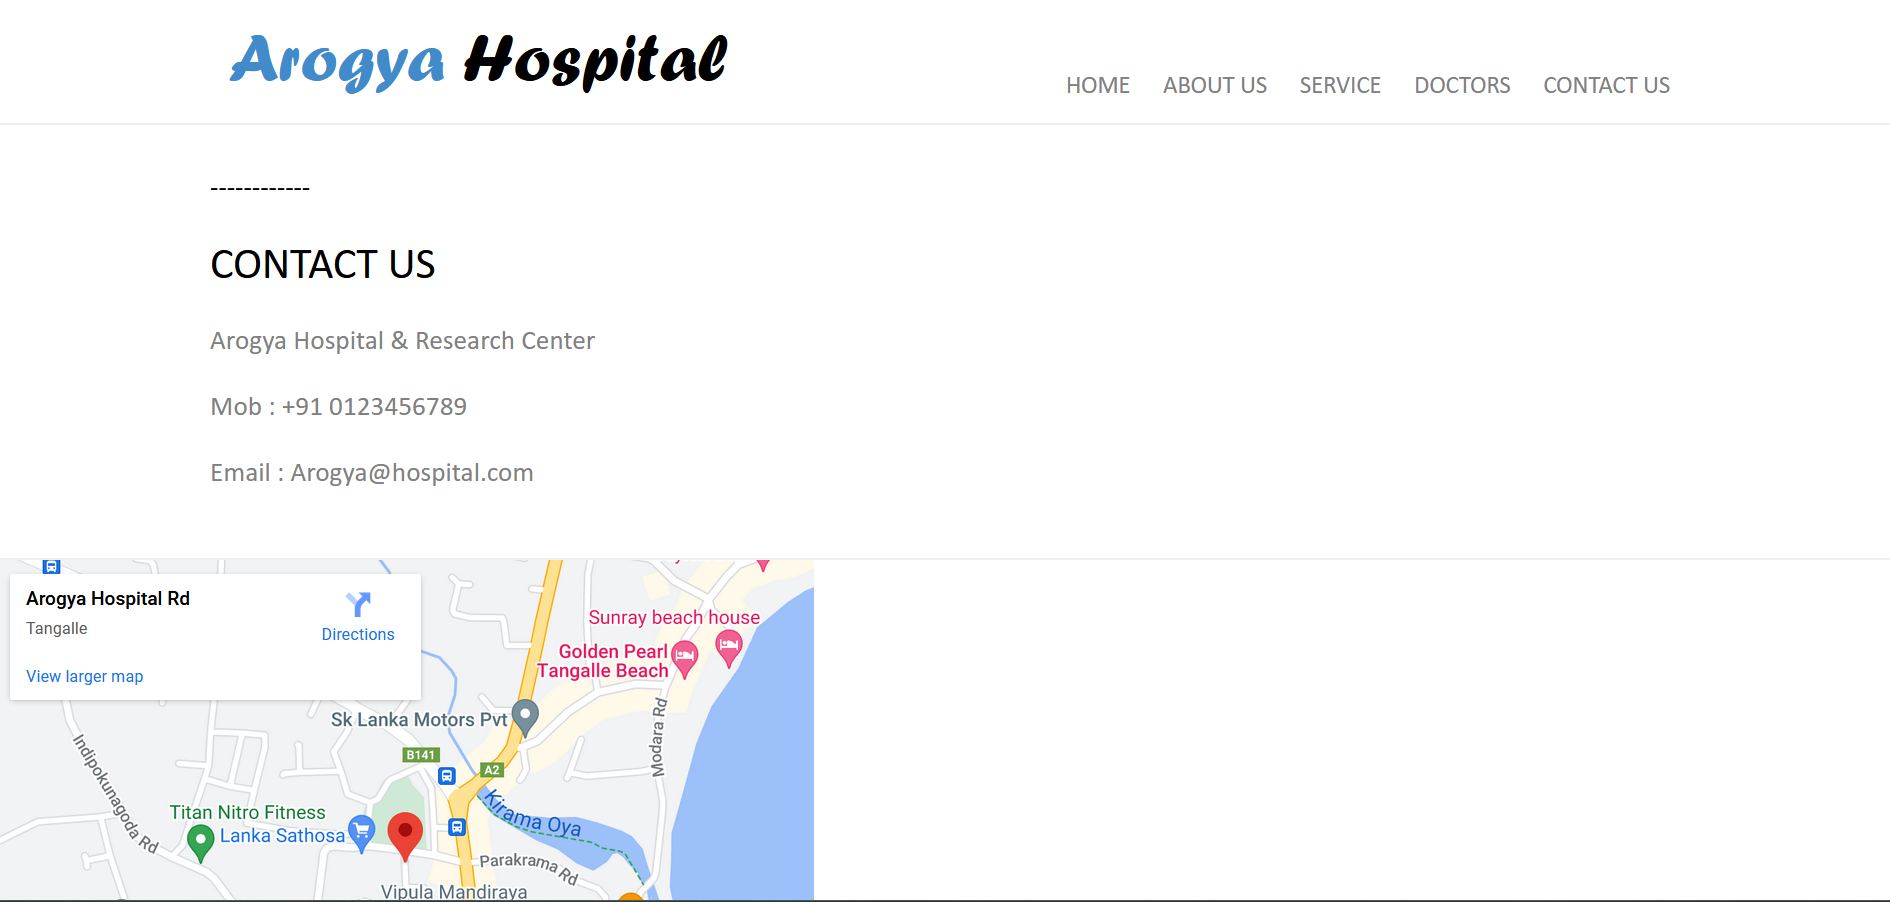 Arogya Hospital
HOME ABOUT US SERVICE DOCTORS CONTACT US
------------
CONTACT US
Arogya Hospital & Research Center
Mob : +91 0123456789
Email : Arogya@hospital.com
Arogya Hospital Rd
Tangalle
Directions
View larger map
Sunray beach house
Golden Pearl
Tangalle Beach
Sk Lanka Motors Pvt
Modara Rd
B141
A2
Indipokunagoda Rd
Kirama Oya
Titan Nitro Fitness
Lanka Sathosa
Parakrama Rd
Vipula Mandiraya